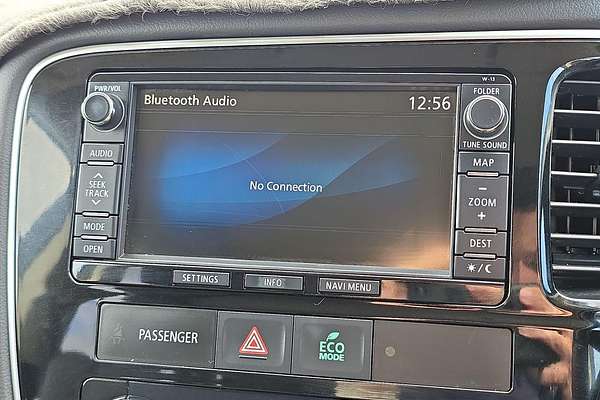 W-13
PWR/VOL
FOLDER
Bluetooth Audio
12:56
TUNE SOUND
AUDIO
MAP
SEEK
TRACK
No Connection
− ZOOM +
MODE
OPEN
DEST
SETTINGS
INFO
NAVI MENU
PASSENGER
ECO
MODE